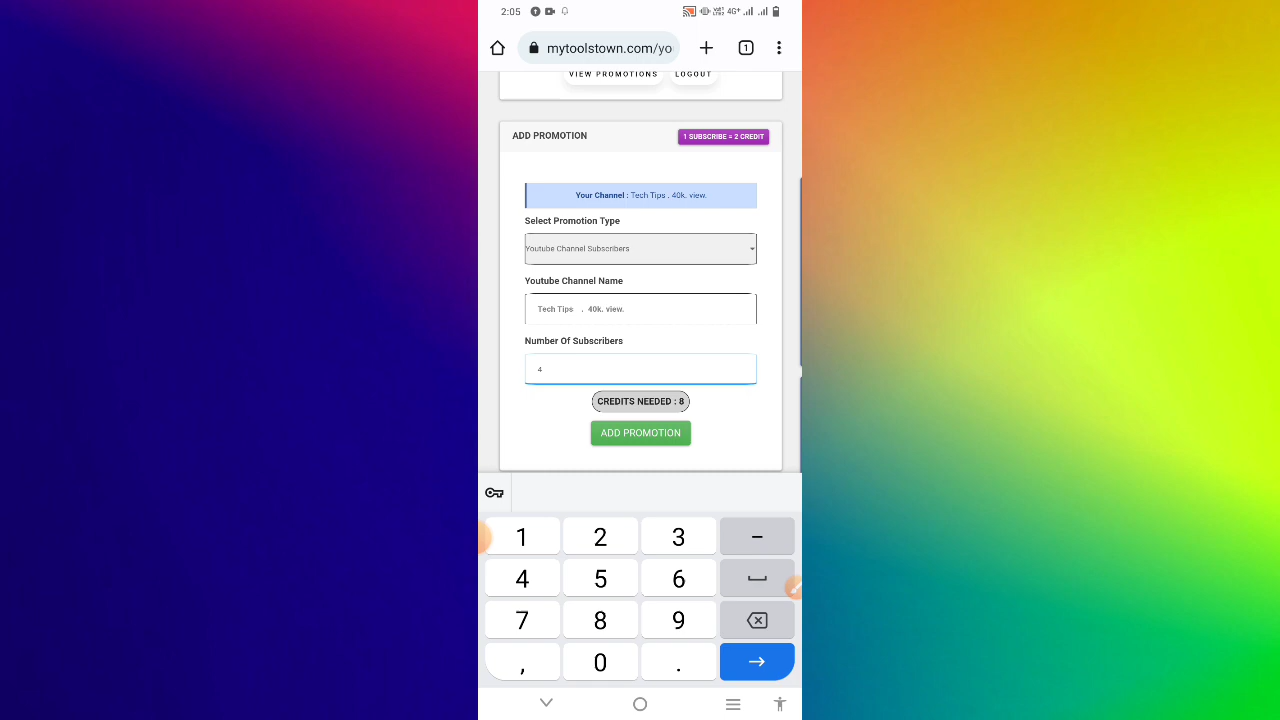 2:05
VoWiFi LTE2 4G+
mytoolstown.com/yo
1
VIEW PROMOTIONS LOGOUT
ADD PROMOTION 1 SUBSCRIBE = 2 CREDIT
Your Channel : Tech Tips . 40k. view.
Select Promotion Type
Youtube Channel Subscribers
Youtube Channel Name
Tech Tips . 40k. view.
Number Of Subscribers
4
CREDITS NEEDED : 8
ADD PROMOTION
1 2 3 –
4 5 6
7 8 9
, 0 .